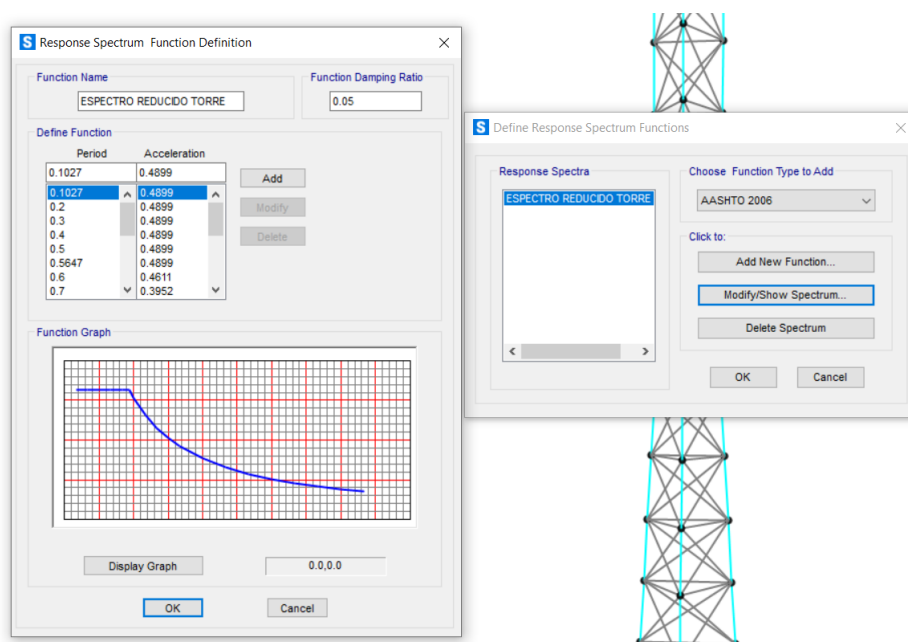 S Response Spectrum Function Definition
Function Name
ESPECTRO REDUCIDO TORRE
Function Damping Ratio
0.05
Define Function
Period Acceleration
0.1027 0.4899
Add
Modify
Delete
0.1027 0.4899
0.2 0.4899
0.3 0.4899
0.4 0.4899
0.5 0.4899
0.5647 0.4899
0.6 0.4611
0.7 0.3952
Function Graph
Display Graph
0.0,0.0
OK
Cancel
S Define Response Spectrum Functions
Response Spectra
ESPECTRO REDUCIDO TORRE
Choose Function Type to Add
AASHTO 2006
Click to:
Add New Function...
Modify/Show Spectrum...
Delete Spectrum
OK
Cancel